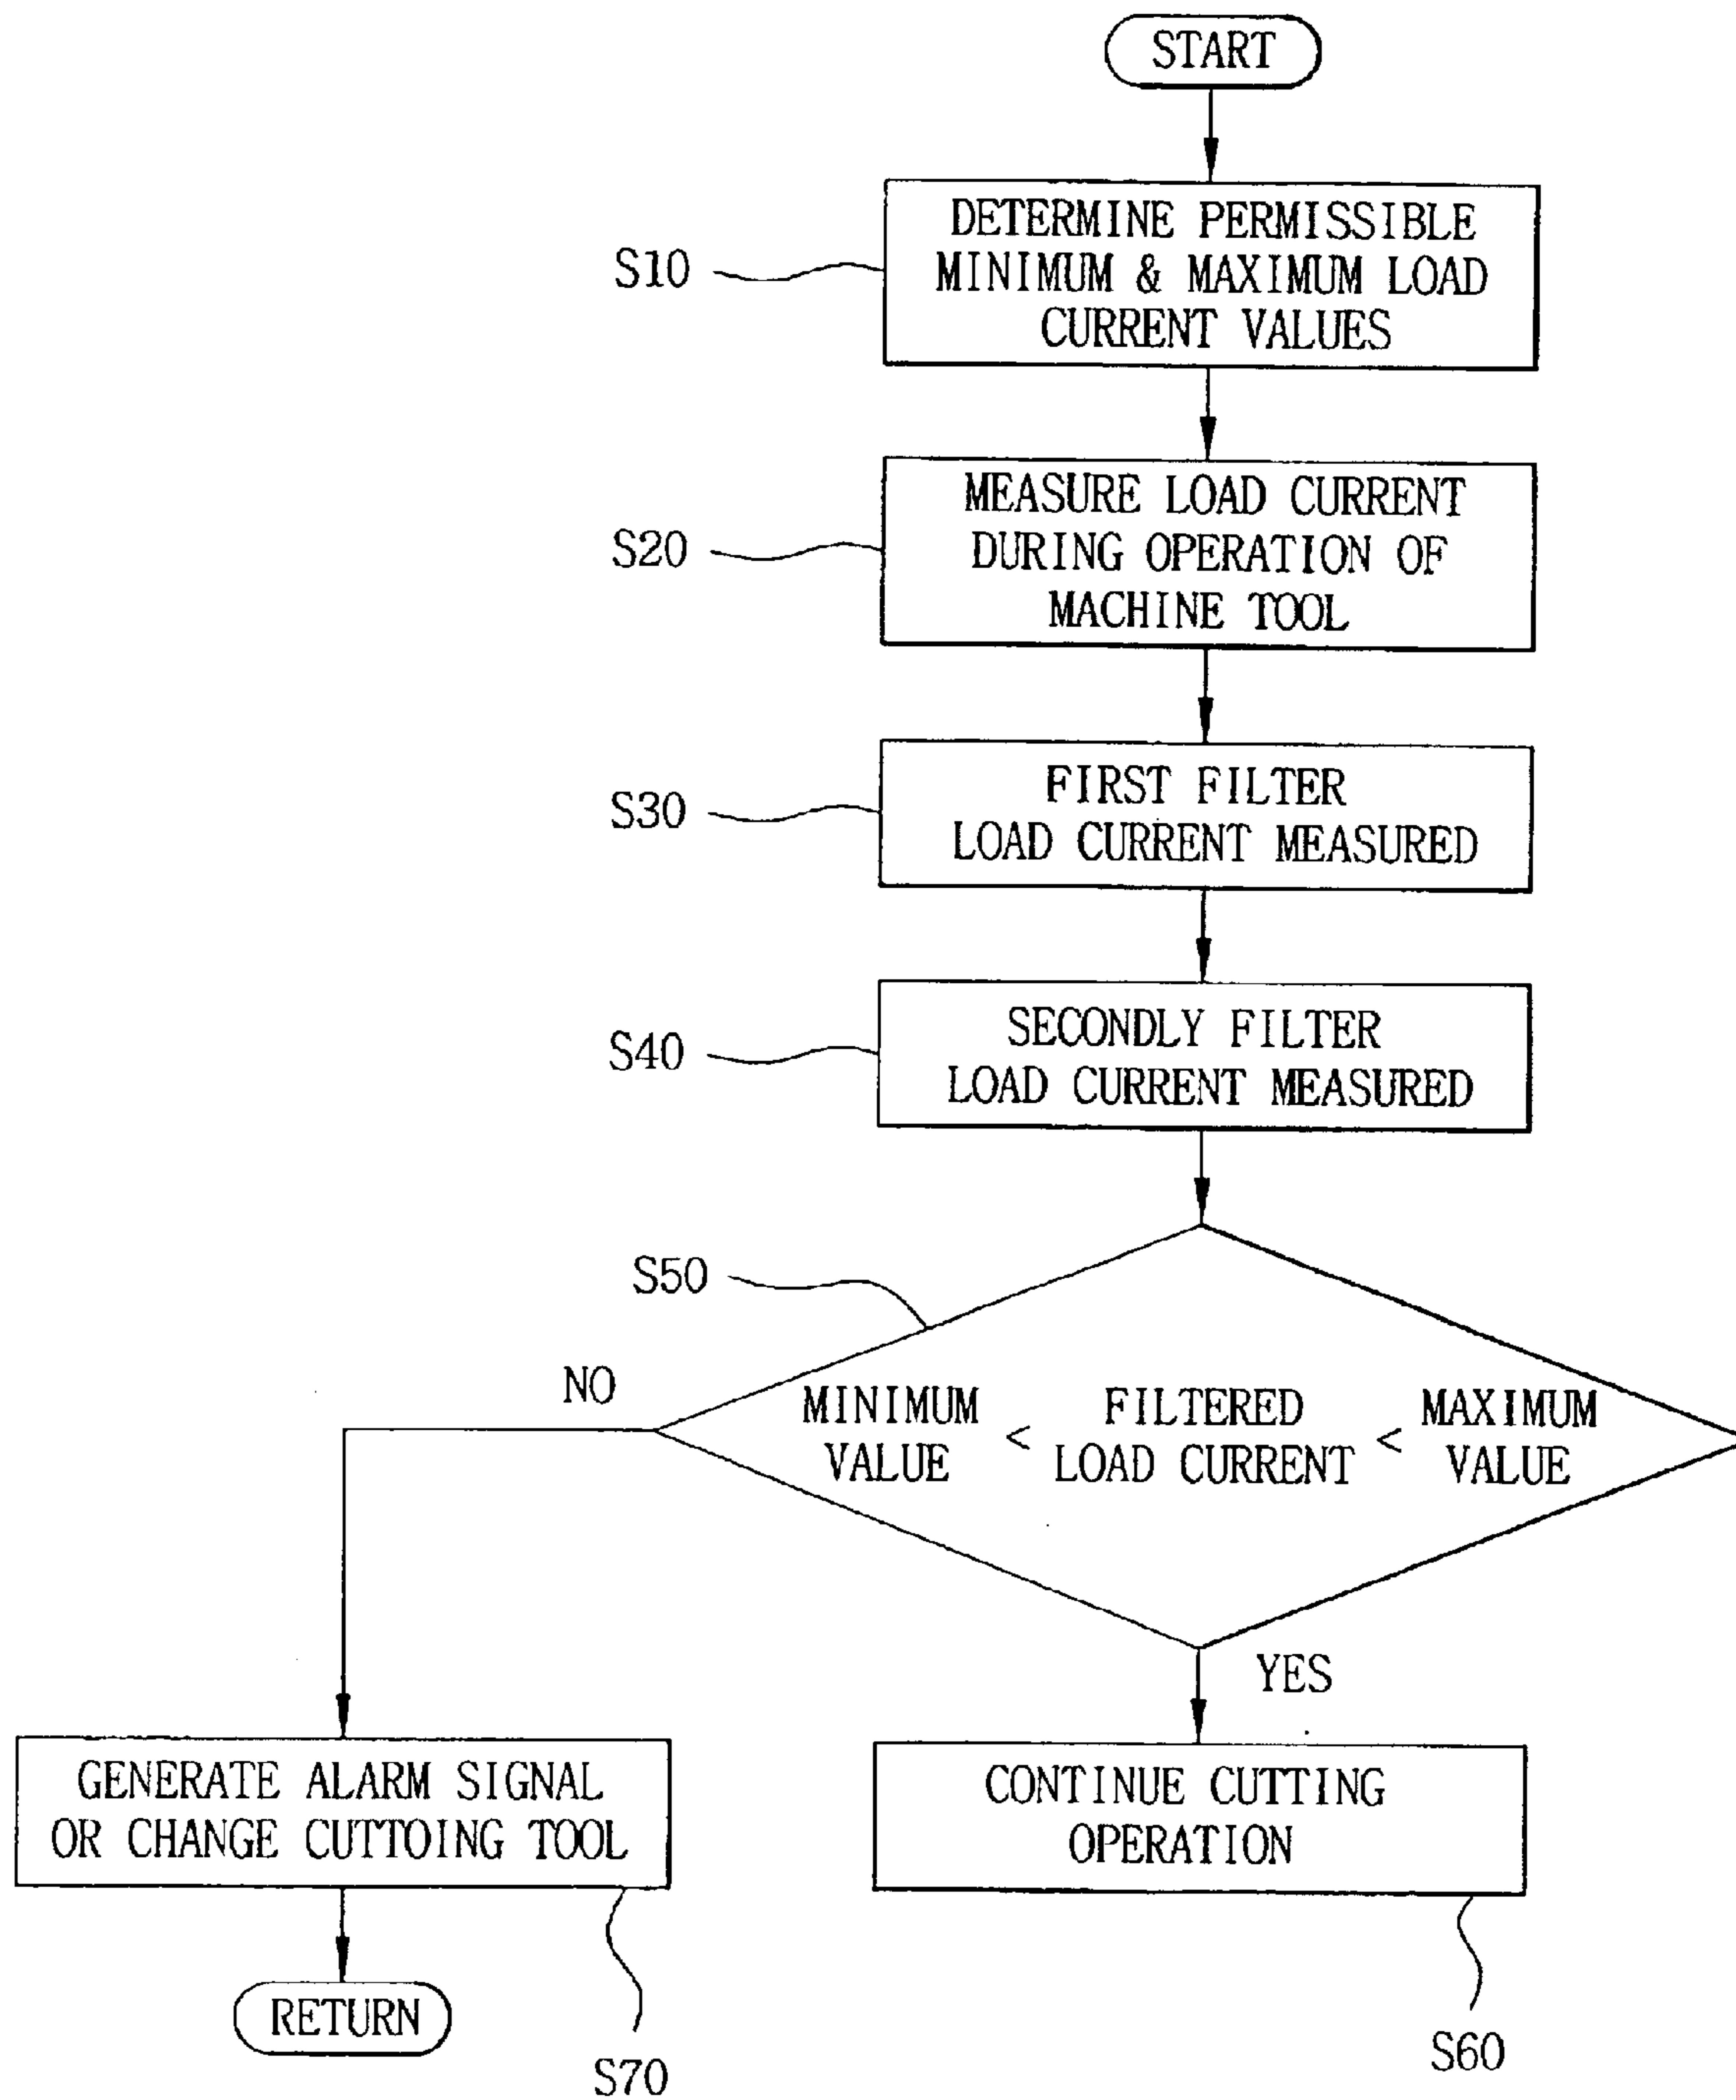 START
S10
DETERMINE PERMISSIBLE
MINIMUM & MAXIMUM LOAD
CURRENT VALUES
S20
MEASURE LOAD CURRENT
DURING OPERATION OF
MACHINE TOOL
S30
FIRST FILTER
LOAD CURRENT MEASURED
S40
SECONDLY FILTER
LOAD CURRENT MEASURED
S50
NO
MINIMUM VALUE < FILTERED LOAD CURRENT < MAXIMUM VALUE
YES
GENERATE ALARM SIGNAL
OR CHANGE CUTTOING TOOL
CONTINUE CUTTING
OPERATION
RETURN
S70
S60